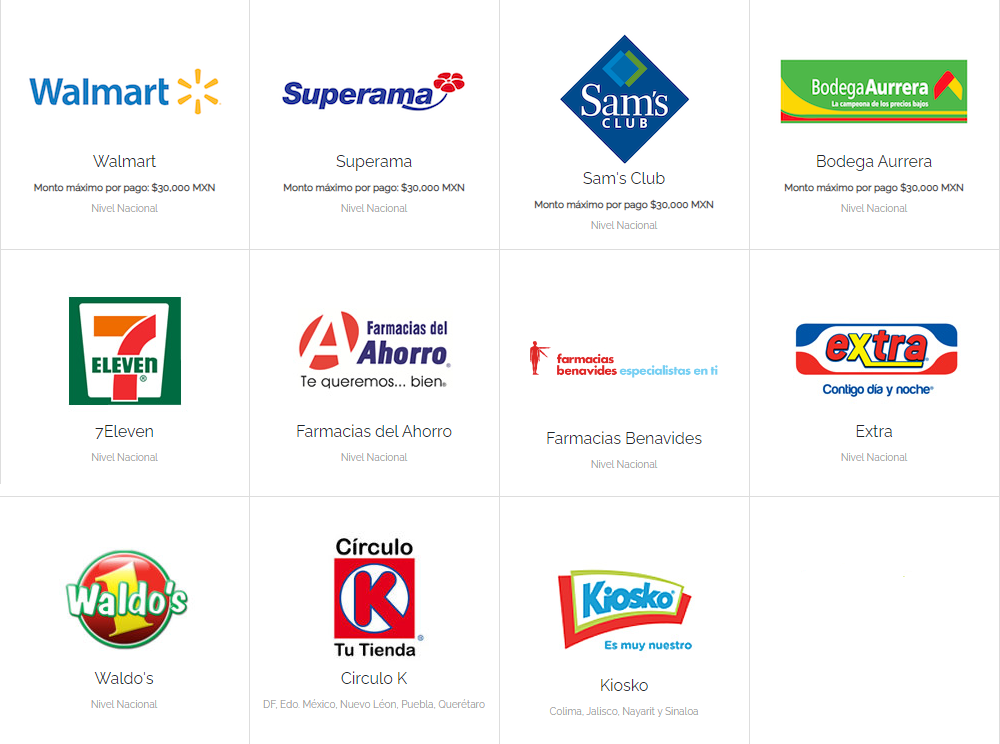 Walmart
Superama
Sam's
CLUB
Bodega Aurrera
La campeona de los precios bajos
Walmart
Monto máximo por pago: $30,000 MXN
Nivel Nacional
Superama
Monto máximo por pago: $30,000 MXN
Nivel Nacional
Sam's Club
Monto máximo por pago $30,000 MXN
Nivel Nacional
Bodega Aurrera
Monto máximo por pago $30,000 MXN
Nivel Nacional
7
ELEVEN
®
7Eleven
Nivel Nacional
A
Farmacias del
Ahorro®
Te queremos... bien®
Farmacias del Ahorro
Nivel Nacional
farmacias
benavides especialistas en ti
Farmacias Benavides
Nivel Nacional
extra
Contigo día y noche®
Extra
Nivel Nacional
1
Waldo's
Waldo's
Nivel Nacional
Círculo
K
®
Tu Tienda
Circulo K
DF, Edo. México, Nuevo Léon, Puebla, Querétaro
Kiosko®
Es muy nuestro
Kiosko
Colima, Jalisco, Nayarit y Sinaloa